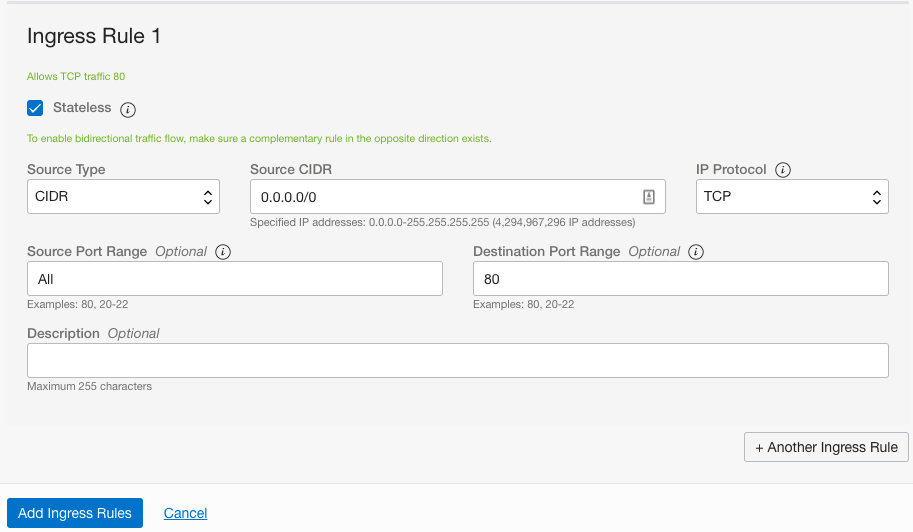 Ingress Rule 1
Allows TCP traffic 80
Stateless i
To enable bidirectional traffic flow, make sure a complementary rule in the opposite direction exists.
Source Type Source CIDR IP Protocol i
CIDR 0.0.0.0/0 TCP
Specified IP addresses: 0.0.0.0-255.255.255.255 (4,294,967,296 IP addresses)
Source Port Range Optional i Destination Port Range Optional i
All 80
Examples: 80, 20-22 Examples: 80, 20-22
Description Optional
Maximum 255 characters
+ Another Ingress Rule
Add Ingress Rules Cancel